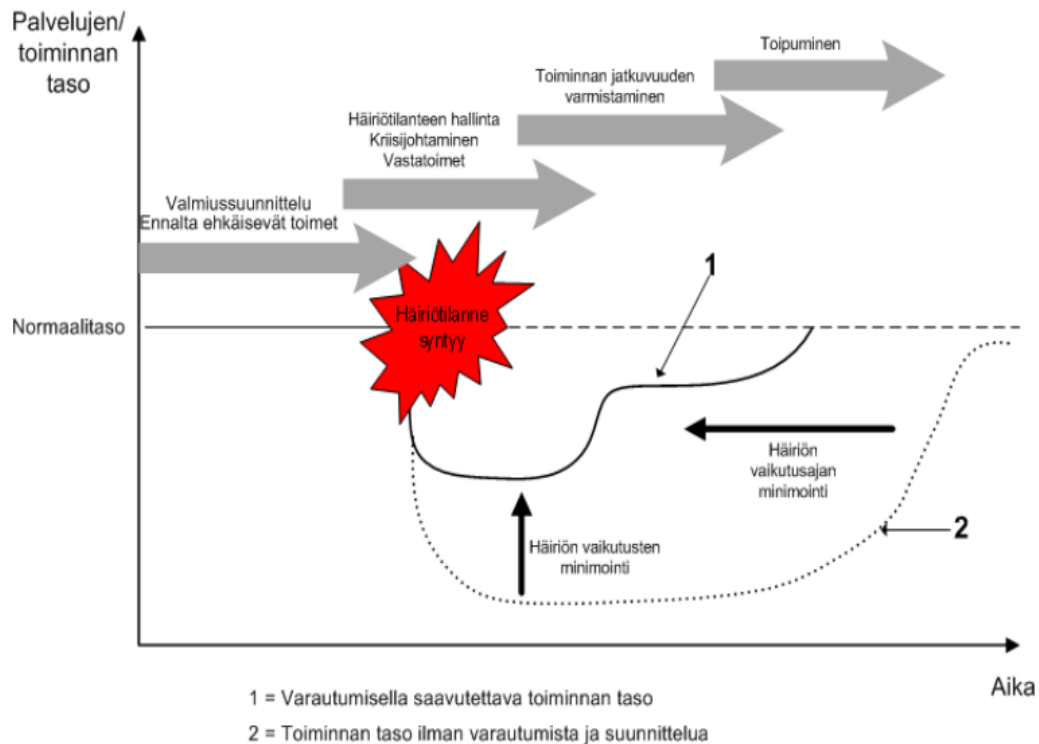 Palvelujen/
toiminnan
taso
Toipuminen
Toiminnan jatkuvuuden
varmistaminen
Häiriötilanteen hallinta
Kriisijohtaminen
Vastatoimet
Valmiussuunnittelu
Ennalta ehkäisevät toimet
1
Normaalitaso
Häiriötilanne
syntyy
Häiriön
vaikutusajan
minimointi
2
Häiriön vaikutusten
minimointi
Aika
1 = Varautumisella saavutettava toiminnan taso
2 = Toiminnan taso ilman varautumista ja suunnittelua